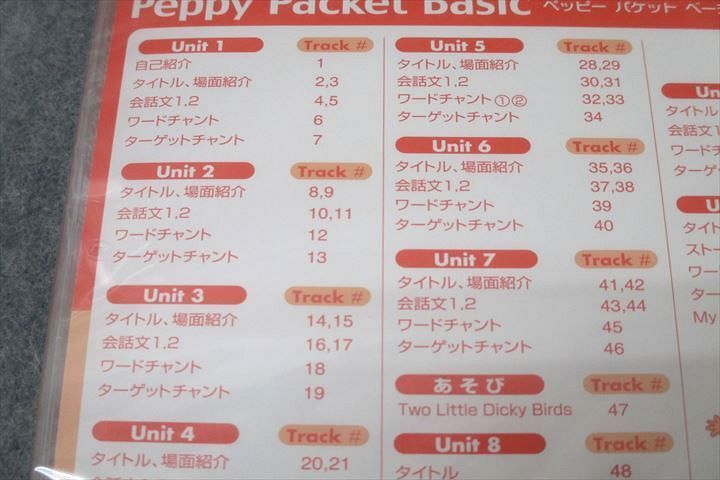 Peppy Packet Basic ペッピー パケット ベー
Unit 1 Track #
自己紹介 1
タイトル、場面紹介 2,3
会話文1,2 4,5
ワードチャント 6
ターゲットチャント 7
Unit 2 Track #
タイトル、場面紹介 8,9
会話文1,2 10,11
ワードチャント 12
ターゲットチャント 13
Unit 3 Track #
タイトル、場面紹介 14,15
会話文1,2 16,17
ワードチャント 18
ターゲットチャント 19
Unit 4 Track #
タイトル、場面紹介 20,21
Unit 5 Track #
タイトル、場面紹介 28,29
会話文1,2 30,31
ワードチャント①② 32,33
ターゲットチャント 34
Unit 6 Track #
タイトル、場面紹介 35,36
会話文1,2 37,38
ワードチャント 39
ターゲットチャント 40
Unit 7 Track #
タイトル、場面紹介 41,42
会話文1,2 43,44
ワードチャント 45
ターゲットチャント 46
あそび Track #
Two Little Dicky Birds 47
Unit 8 Track #
タイトル 48
Un
タイトル
会話文1
ワードチ
ターゲ
U
タイト
ストー
ワー
ター
My